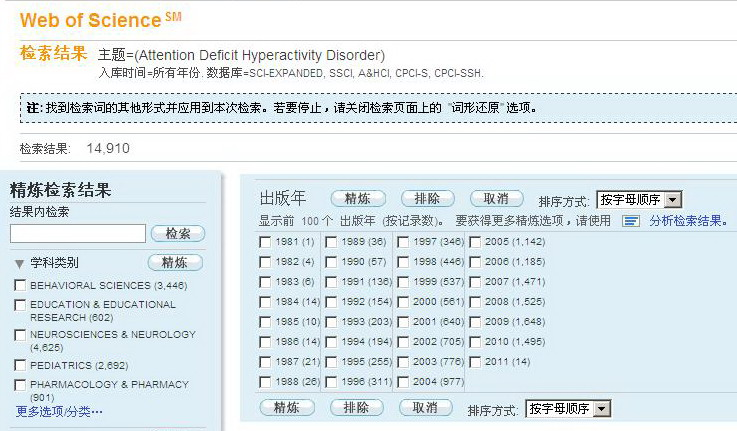 Web of Science SM
检索结果 主题=(Attention Deficit Hyperactivity Disorder)
入库时间=所有年份. 数据库=SCI-EXPANDED, SSCI, A&HCI, CPCI-S, CPCI-SSH.
注: 找到检索词的其他形式并应用到本次检索。若要停止，请关闭检索页面上的 "词形还原" 选项。
检索结果: 14,910
精炼检索结果
结果内检索
检索
学科类别 精炼
BEHAVIORAL SCIENCES (3,446)
EDUCATION & EDUCATIONAL
RESEARCH (602)
NEUROSCIENCES & NEUROLOGY
(4,625)
PEDIATRICS (2,692)
PHARMACOLOGY & PHARMACY
(901)
更多选项/分类…
出版年 精炼 排除 取消 排序方式: 按字母顺序
显示前 100个 出版年 (按记录数)。 要获得更多精炼选项，请使用 分析检索结果。
1981 (1) 1989 (36) 1997 (346) 2005 (1,142)
1982 (4) 1990 (57) 1998 (446) 2006 (1,185)
1983 (6) 1991 (136) 1999 (537) 2007 (1,471)
1984 (14) 1992 (154) 2000 (561) 2008 (1,525)
1985 (10) 1993 (203) 2001 (640) 2009 (1,648)
1986 (14) 1994 (194) 2002 (705) 2010 (1,495)
1987 (21) 1995 (255) 2003 (776) 2011 (14)
1988 (26) 1996 (311) 2004 (977)
精炼 排除 取消 排序方式: 按字母顺序